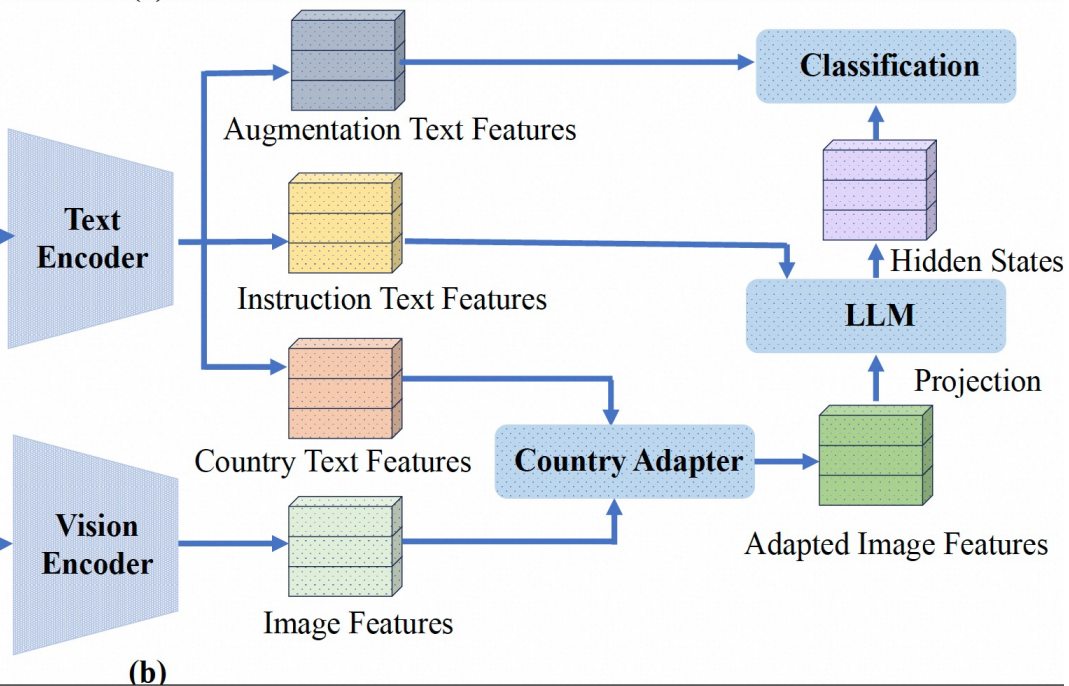 Classification
Augmentation Text Features
Text
Encoder
Hidden States
Instruction Text Features
LLM
Projection
Country Text Features
Country Adapter
Vision
Encoder
Adapted Image Features
Image Features
(b)